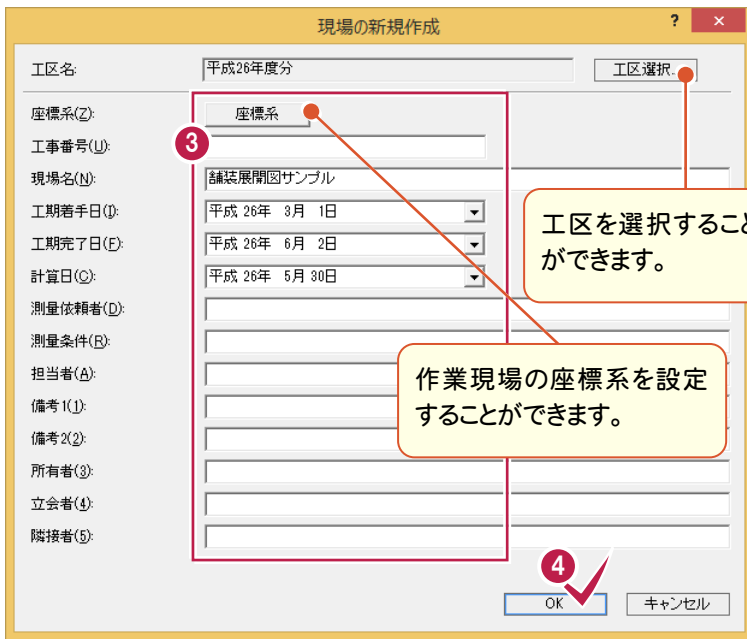 現場の新規作成
? ×
工区名: 平成26年度分 工区選択...
座標系(Z): 座標系
3
工事番号(U):
現場名(N): 舗装展開図サンプル
工期着手日(I): 平成 26年 3月 1日
工期完了日(F): 平成 26年 6月 2日
計算日(C): 平成 26年 5月 30日
測量依頼者(D):
測量条件(R):
担当者(A):
備考1(1):
備考2(2):
所有者(3):
立会者(4):
隣接者(5):
工区を選択すること
ができます。
作業現場の座標系を設定
することができます。
4
OK キャンセル